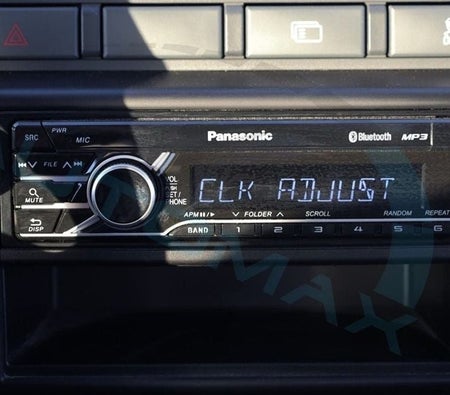 PWR
SRC
MIC
Panasonic
Bluetooth
MP3
FILE
VOL
MUTE
DISP
CLK ADJUST
APM
FOLDER
SCROLL
RANDOM
REPEAT
BAND
1 2 3 4 5 6